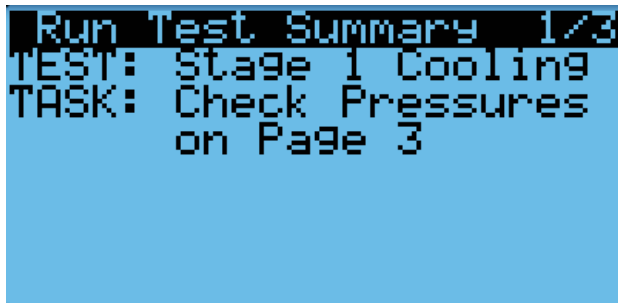 Run Test Summary 1/3
TEST: Stage 1 Cooling
TASK: Check Pressures
on Page 3